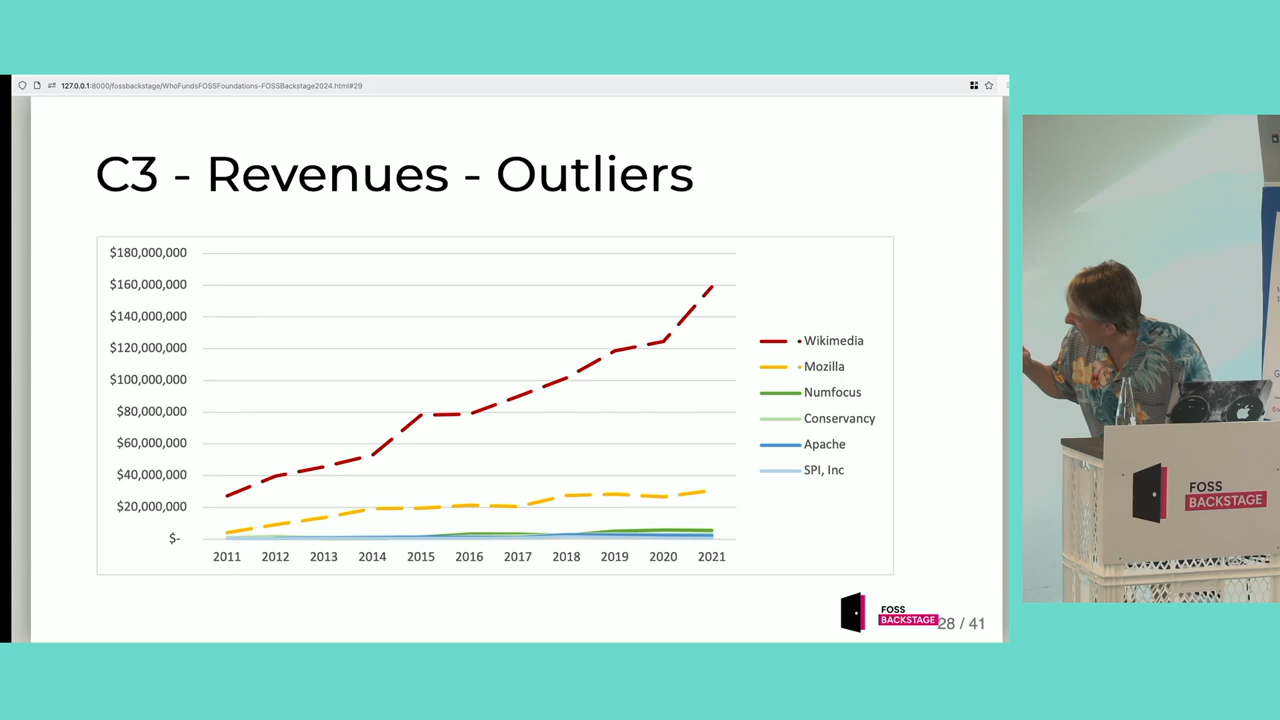 127.0.0.1:8000/fossbackstage/WhoFundsFOSSFoundations-FOSSBackstage2024.html#29
C3 - Revenues - Outliers
$180,000,000
$160,000,000
$140,000,000
$120,000,000
$100,000,000
$80,000,000
$60,000,000
$40,000,000
$20,000,000
$-
2011 2012 2013 2014 2015 2016 2017 2018 2019 2020 2021
Wikimedia
Mozilla
Numfocus
Conservancy
Apache
SPI, Inc
FOSS
BACKSTAGE
28 / 41
FOSS
BACKSTAGE